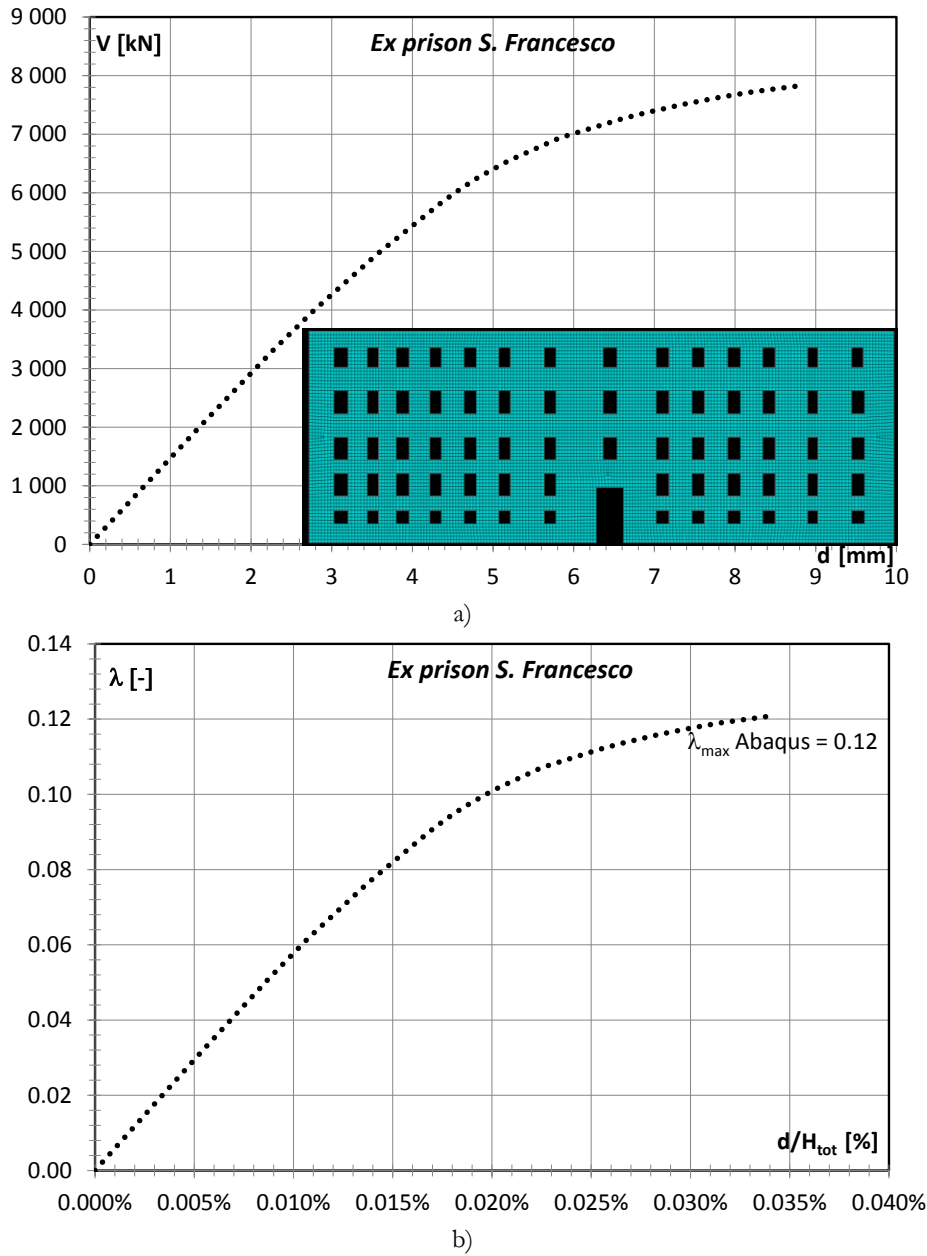 9 000
V [kN]
Ex prison S. Francesco
8 000
7 000
6 000
5 000
4 000
3 000
2 000
1 000
0
d [mm]
0 1 2 3 4 5 6 7 8 9 10
a)
0.14
Ex prison S. Francesco
λ [-]
0.12
λmax Abaqus = 0.12
0.10
0.08
0.06
0.04
0.02
d/Htot [%]
0.00
0.000% 0.005% 0.010% 0.015% 0.020% 0.025% 0.030% 0.035% 0.040%
b)